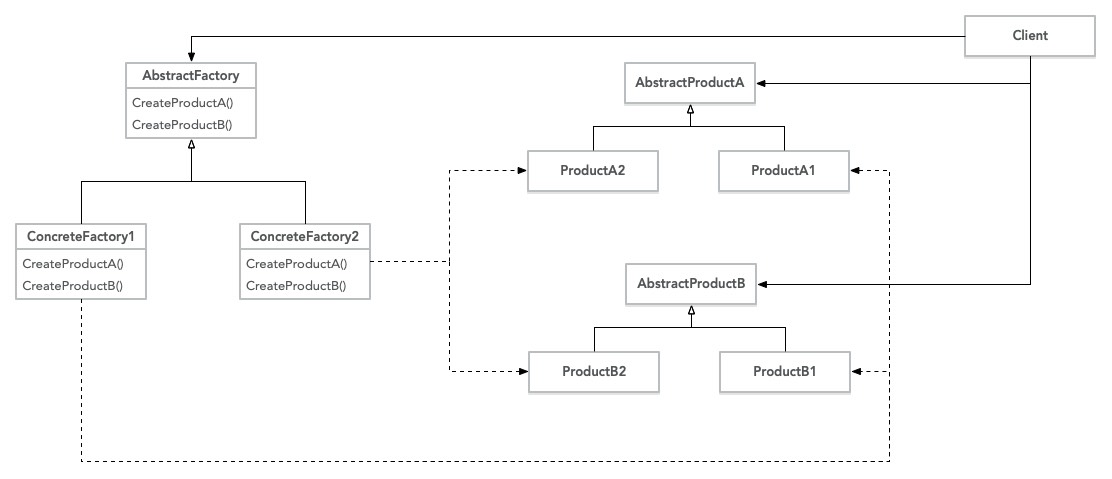 Client
AbstractFactory
CreateProductA()
CreateProductB()
AbstractProductA
ProductA2
ProductA1
ConcreteFactory1
CreateProductA()
CreateProductB()
ConcreteFactory2
CreateProductA()
CreateProductB()
AbstractProductB
ProductB2
ProductB1